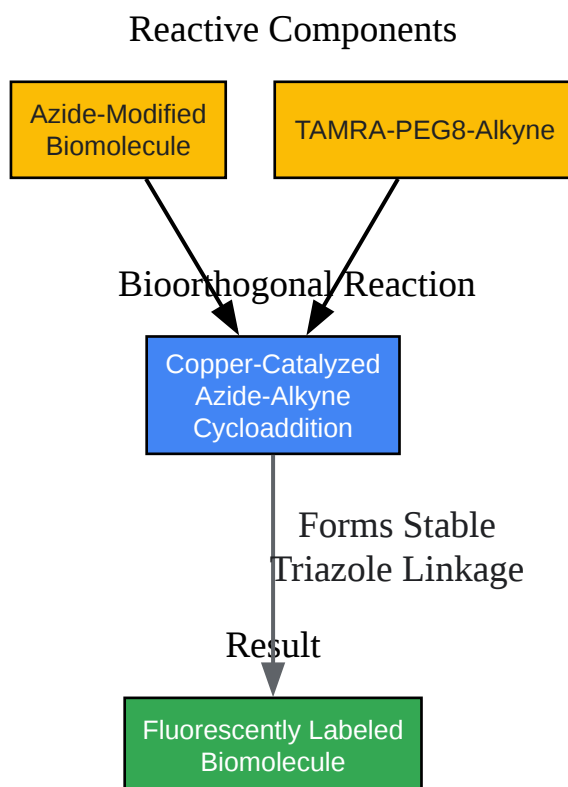 Reactive Components
Azide-Modified
Biomolecule
TAMRA-PEG8-Alkyne
Bioorthogonal Reaction
Copper-Catalyzed
Azide-Alkyne
Cycloaddition
Forms Stable
Triazole Linkage
Result
Fluorescently Labeled
Biomolecule